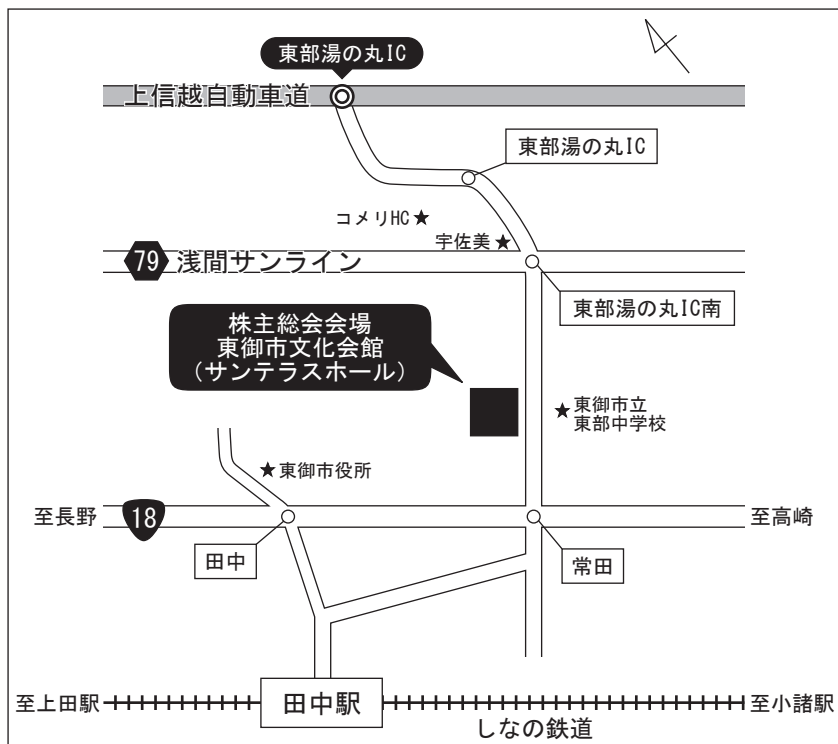 東部湯の丸IC
上信越自動車道
東部湯の丸IC
コメリHC★
宇佐美★
79 浅間サンライン
東部湯の丸IC南
株主総会会場
東御市文化会館
(サンテラスホール)
★東御市立
東部中学校
★東御市役所
至長野
18
至高崎
田中
常田
至上田駅
田中駅
至小諸駅
しなの鉄道